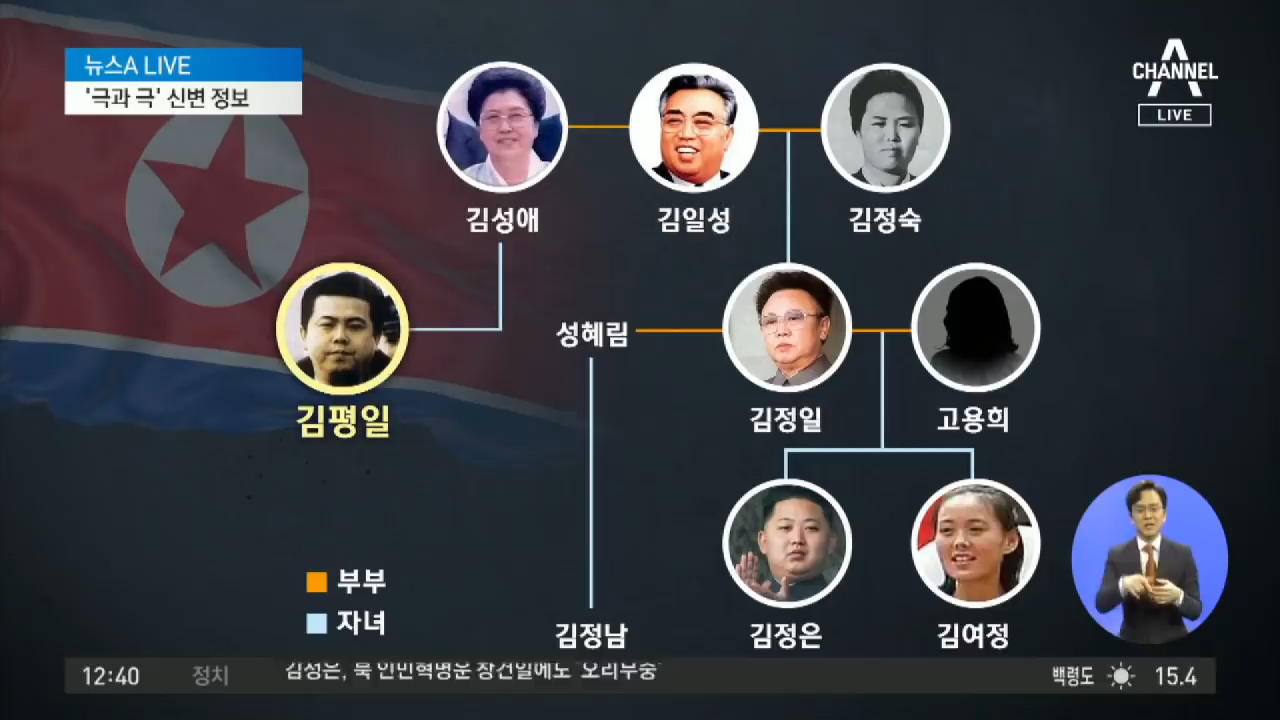 뉴스A LIVE
'극과 극' 신변 정보
CHANNEL A
LIVE
김성애
김일성
김정숙
김평일
성혜림
김정일
고용희
부부
자녀
김정남
김정은
김여정
12:40
정치
김정은, 북 인민혁명군 창건일에도 '오리무중'
백령도
15.4